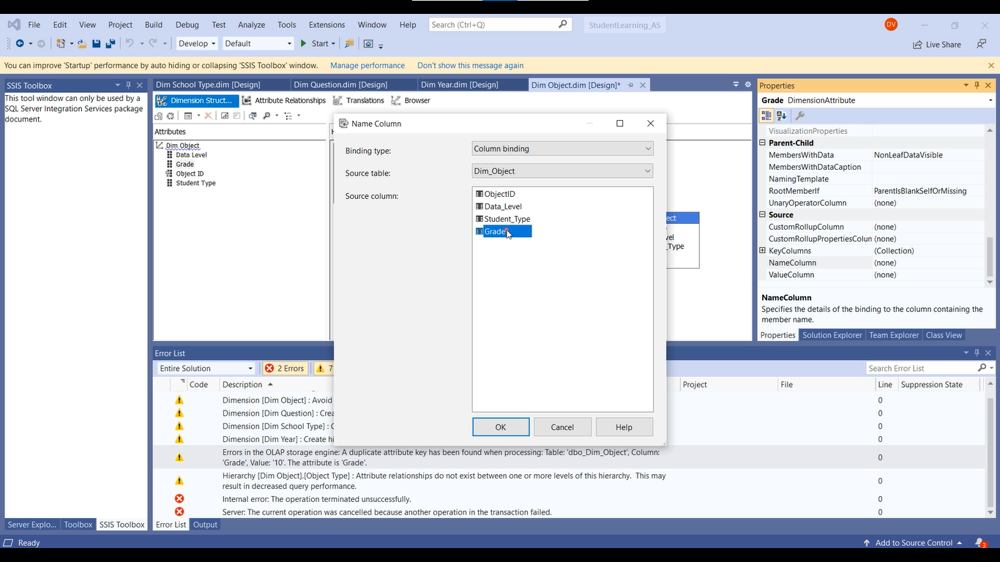 File Edit View Project Build Debug Test Analyze Tools Extensions Window Help Search (Ctrl+Q) StudentLearning_AS DV
Develop Default Start Live Share
You can improve 'Startup' performance by auto hiding or collapsing 'SSIS Toolbox' window. Manage performance Don't show this message again
SSIS Toolbox
This tool window can only be used by a
SQL Server Integration Services package
document.
Server Explo... Toolbox SSIS Toolbox
Dim School Type.dim [Design] Dim Question.dim [Design] Dim Year.dim [Design] Dim Object.dim [Design]*
Dimension Struct... Attribute Relationships Translations Browser
Attributes
Dim Object
Data Level
Grade
Object ID
Student Type
Name Column
Binding type: Column binding
Source table: Dim_Object
Source column:
ObjectID
Data_Level
Student_Type
Grade
OK Cancel Help
ect
vel
_Type
Properties
Grade DimensionAttribute
VisualizationProperties
Parent-Child
MembersWithData NonLeafDataVisible
MembersWithDataCaption
NamingTemplate
RootMemberIf ParentIsBlankSelfOrMissing
UnaryOperatorColumn (none)
Source
CustomRollupColumn (none)
CustomRollupPropertiesColun (none)
KeyColumns (Collection)
NameColumn (none)
ValueColumn (none)
NameColumn
Specifies the details of the binding to the column containing the
member name.
Properties Solution Explorer Team Explorer Class View
Error List
Entire Solution 2 Errors 7 Search Error List
Code Description Project File Line Suppression State
Dimension [Dim Object] : Avoid 0
Dimension [Dim Question] : Crea 0
Dimension [Dim School Type] : C 0
Dimension [Dim Year] : Create hi 0
Errors in the OLAP storage engine: A duplicate attribute key has been found when processing: Table: 'dbo_Dim_Object', Column:
'Grade', Value: '10'. The attribute is 'Grade'. 0
Hierarchy [Dim Object].[Object Type] : Attribute relationships do not exist between one or more levels of this hierarchy. This may
result in decreased query performance. 0
Internal error: The operation terminated unsuccessfully. 0
Server: The current operation was cancelled because another operation in the transaction failed. 0
Error List Output
Ready Add to Source Control 3